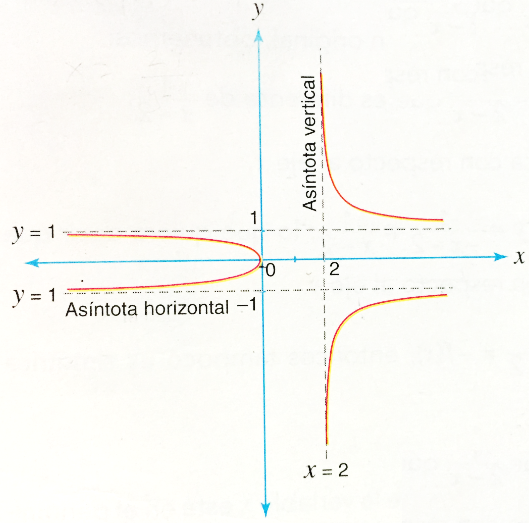 y
Asíntota vertical
1
y = 1
x
0
2
y = 1
Asíntota horizontal −1
x = 2